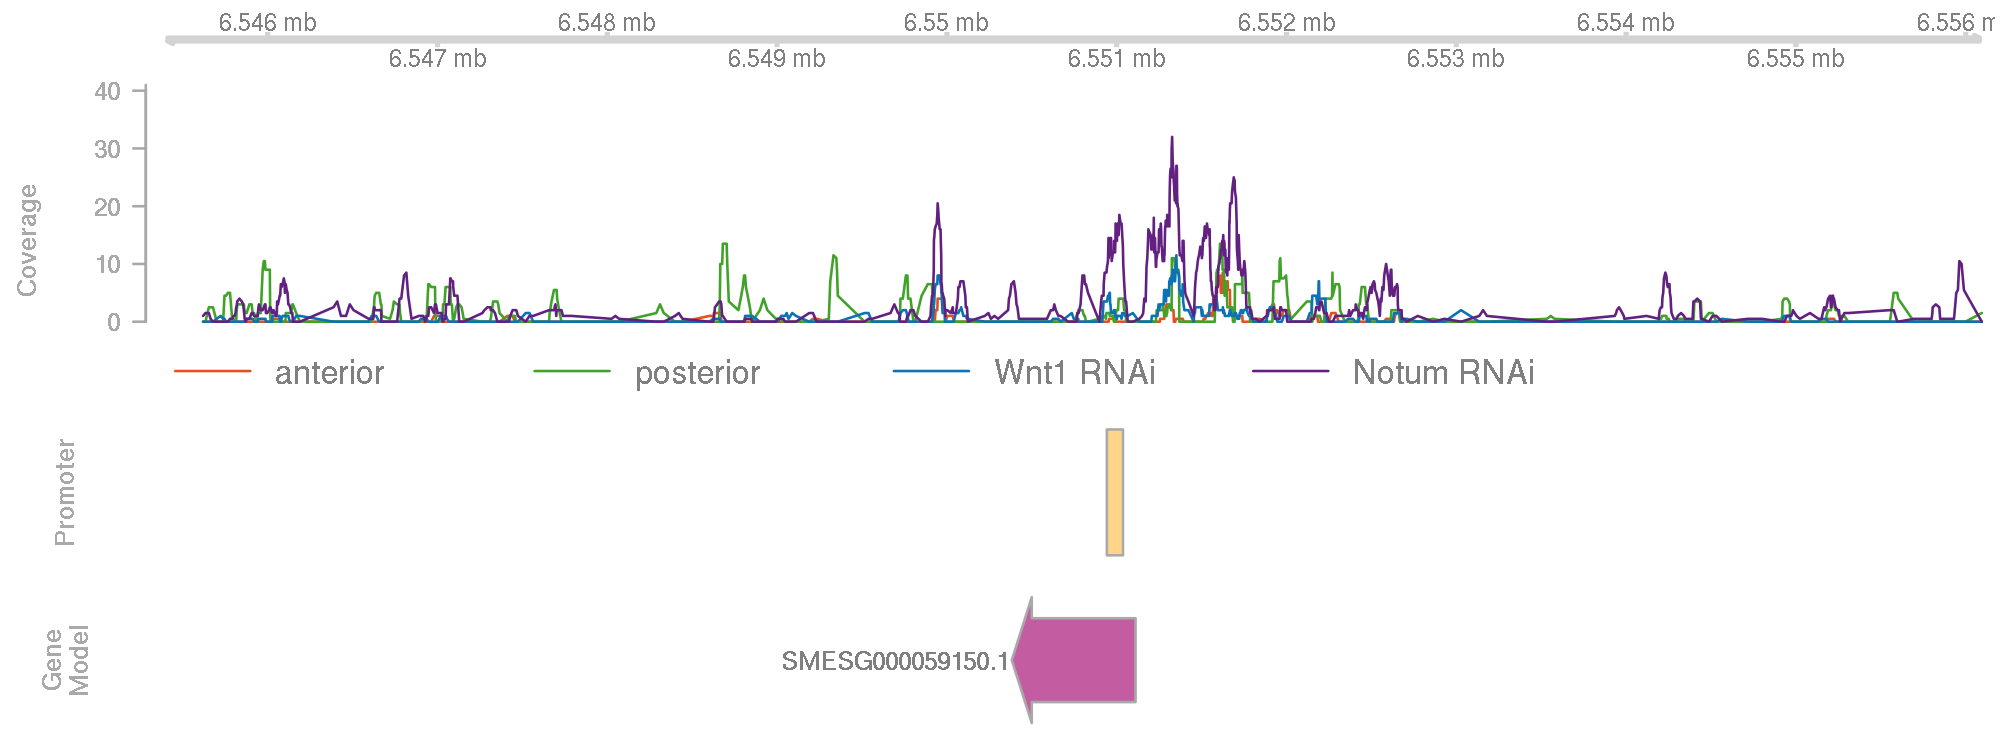 6.546 mb 6.548 mb 6.55 mb 6.552 mb 6.554 mb 6.556 r
6.547 mb 6.549 mb 6.551 mb 6.553 mb 6.555 mb
40
30
20
10
0
Coverage
anterior posterior Wnt1 RNAi Notum RNAi
Promoter
0
Gene
Model
SMESG000059150.1